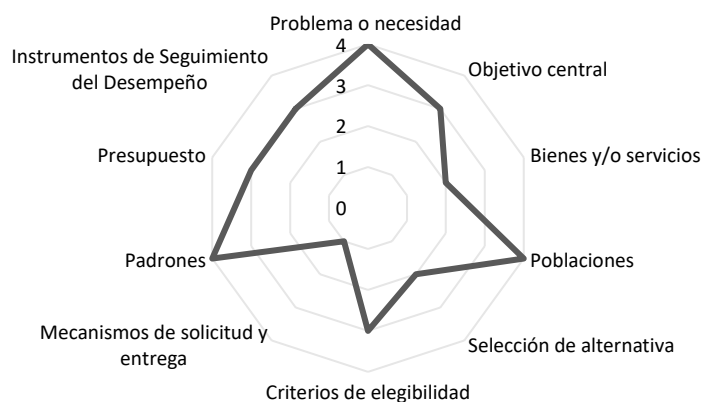 Problema o necesidad
Objetivo central
Bienes y/o servicios
Poblaciones
Selección de alternativa
Criterios de elegibilidad
Mecanismos de solicitud y
entrega
Padrones
Presupuesto
Instrumentos de Seguimiento
del Desempeño
4
3
2
1
0